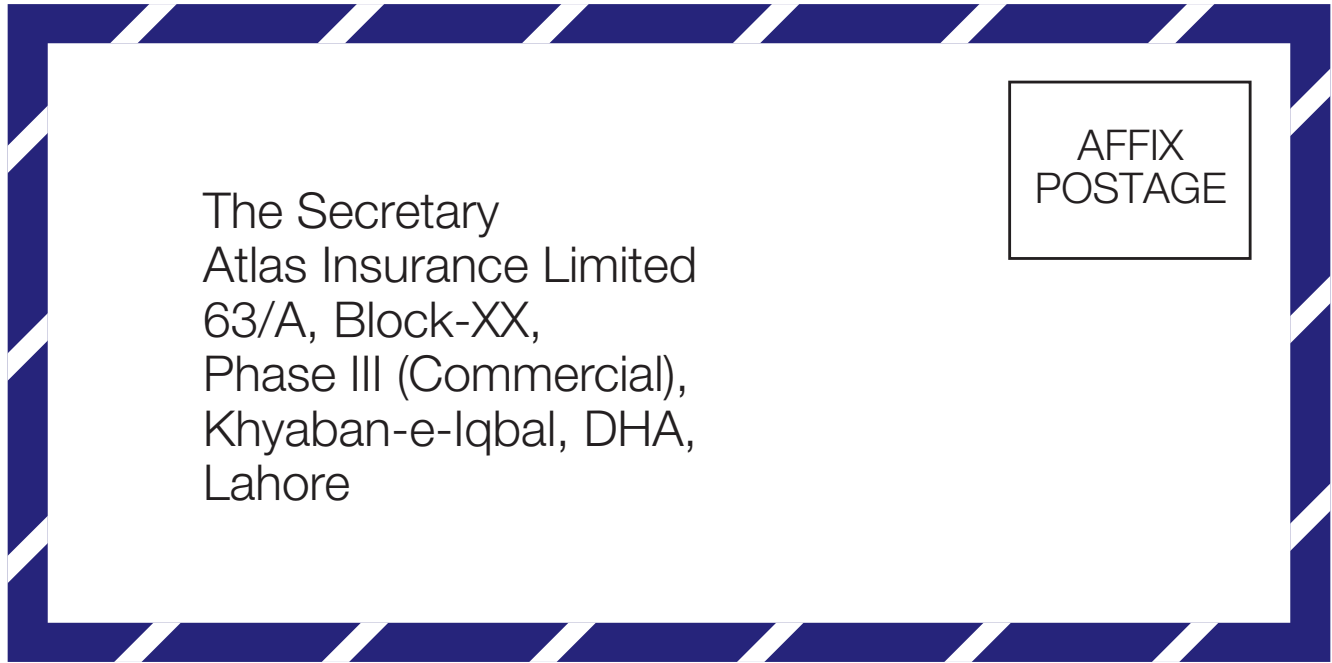 AFFIX
POSTAGE
The Secretary
Atlas Insurance Limited
63/A, Block-XX,
Phase III (Commercial),
Khyaban-e-Iqbal, DHA,
Lahore